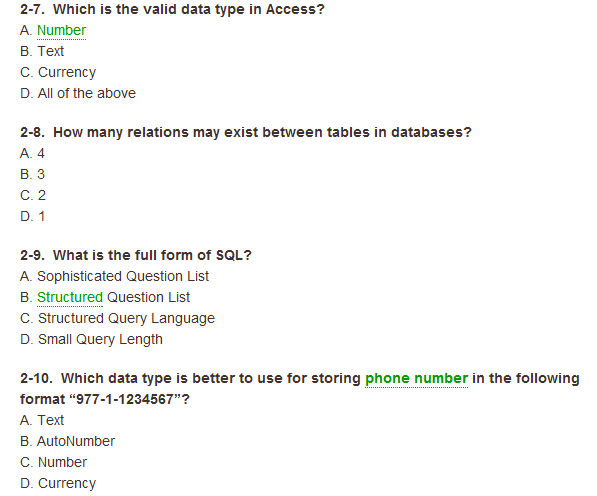 2-7.  Which is the valid data type in Access?
A. Number
B. Text
C. Currency
D. All of the above
2-8.  How many relations may exist between tables in databases?
A. 4
B. 3
C. 2
D. 1
2-9.  What is the full form of SQL?
A. Sophisticated Question List
B. Structured Question List
C. Structured Query Language
D. Small Query Length
2-10.  Which data type is better to use for storing phone number in the following
format “977-1-1234567”?
A. Text
B. AutoNumber
C. Number
D. Currency